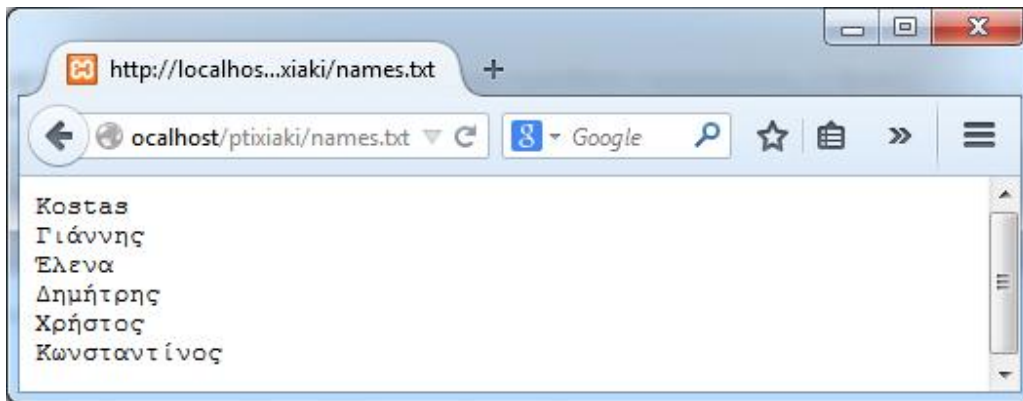 http://localhos...xiaki/names.txt
ocalhost/ptixiaki/names.txt
Google
Kostas
Γιάννης
Έλενα
Δημήτρης
Χρήστος
Κωνσταντίνος